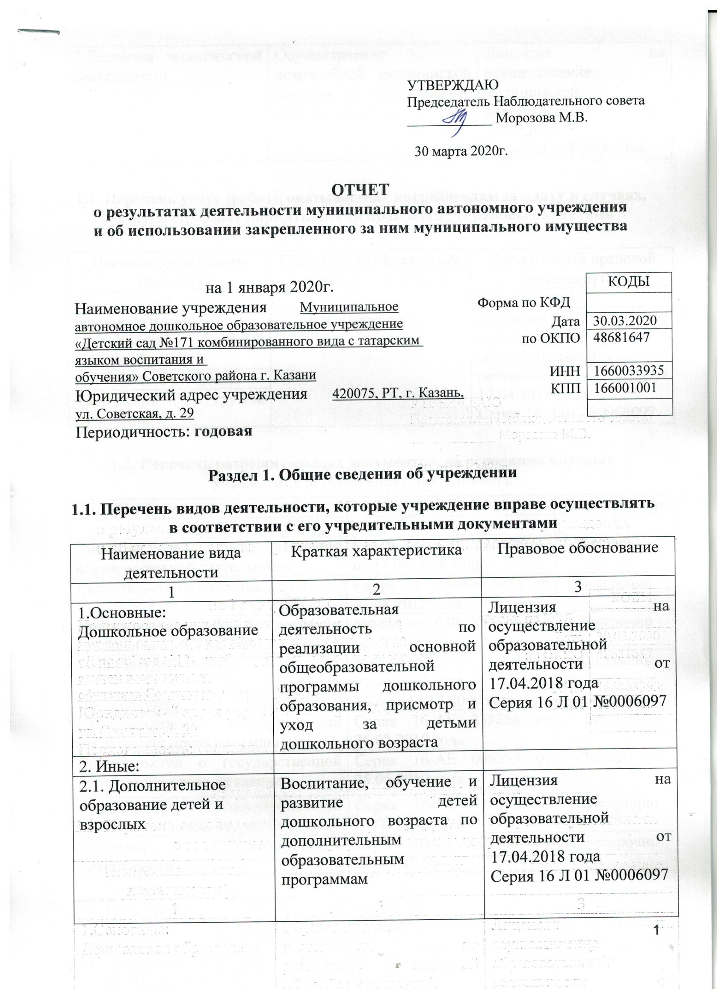 УТВЕРЖДАЮ
Председатель Наблюдательного совета
____________ Морозова М.В.
30 марта 2020г.
ОТЧЕТ
о результатах деятельности муниципального автономного учреждения
и об использовании закрепленного за ним муниципального имущества
на 1 января 2020г.
Наименование учреждения Муниципальное
автономное дошкольное образовательное учреждение
«Детский сад №171 комбинированного вида с татарским
языком воспитания и
обучения» Советского района г. Казани
Юридический адрес учреждения 420075, РТ, г. Казань,
ул. Советская, д. 29
Периодичность: годовая
КОДЫ
Форма по КФД
Дата 30.03.2020
по ОКПО 48681647
ИНН 1660033935
КПП 166001001
Раздел 1. Общие сведения об учреждении
1.1. Перечень видов деятельности, которые учреждение вправе осуществлять
в соответствии с его учредительными документами
Наименование вида
деятельности
Краткая характеристика
Правовое обоснование
1
2
3
1.Основные:
Дошкольное образование
Образовательная
деятельность по
реализации основной
общеобразовательной
программы дошкольного
образования, присмотр и
уход за детьми
дошкольного возраста
Лицензия на
осуществление
образовательной
деятельности от
17.04.2018 года
Серия 16 Л 01 №0006097
2. Иные:
2.1. Дополнительное
образование детей и
взрослых
Воспитание, обучение и
развитие детей
дошкольного возраста по
дополнительным
образовательным
программам
Лицензия на
осуществление
образовательной
деятельности от
17.04.2018 года
Серия 16 Л 01 №0006097
1